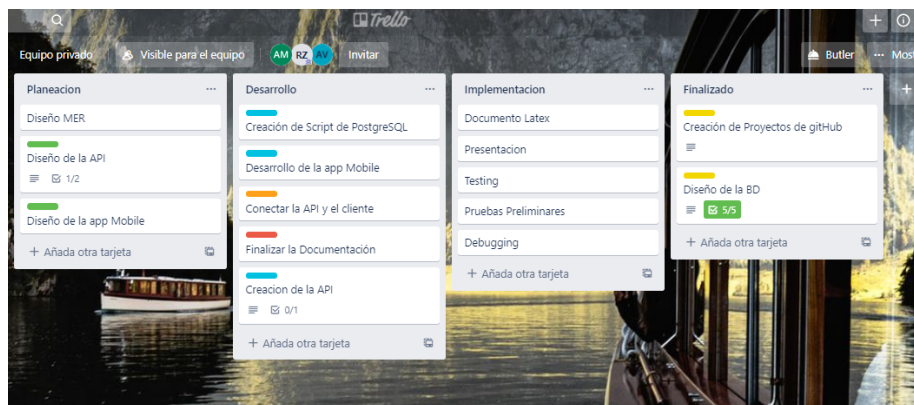 Trello
Equipo privado
Visible para el equipo
AM
RZ
AV
Invitar
Butler
... Most
Planeacion
Diseño MER
Diseño de la API
1/2
Diseño de la app Mobile
+ Añada otra tarjeta
Desarrollo
Creación de Script de PostgreSQL
Desarrollo de la app Mobile
Conectar la API y el cliente
Finalizar la Documentación
Creacion de la API
0/1
+ Añada otra tarjeta
Implementacion
Documento Latex
Presentacion
Testing
Pruebas Preliminares
Debugging
+ Añada otra tarjeta
Finalizado
Creación de Proyectos de gitHub
Diseño de la BD
5/5
+ Añada otra tarjeta